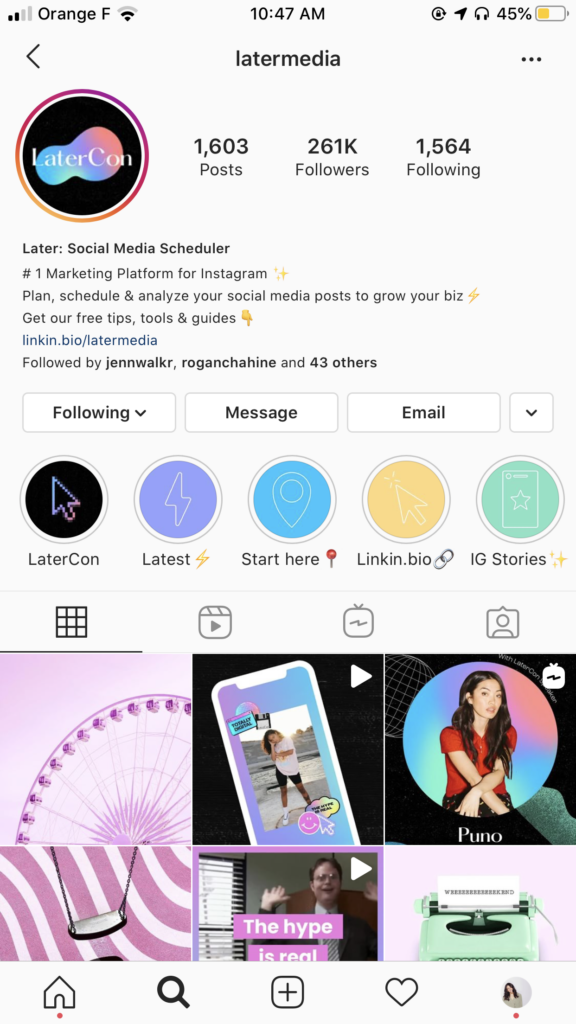 Orange F 10:47 AM 45%
latermedia
LaterCon
1,603 261K 1,564
Posts Followers Following
Later: Social Media Scheduler
# 1 Marketing Platform for Instagram ✨
Plan, schedule & analyze your social media posts to grow your biz⚡
Get our free tips, tools & guides👇
linkin.bio/latermedia
Followed by jennwalkr, roganchahine and 43 others
Following Message Email
LaterCon Latest⚡ Start here📍 Linkin.bio🔗 IG Stories✨
With LaterCon Speaker
TOTALLY
DIGITAL
THE HYPE
IS REAL
Puno
The hype
is real